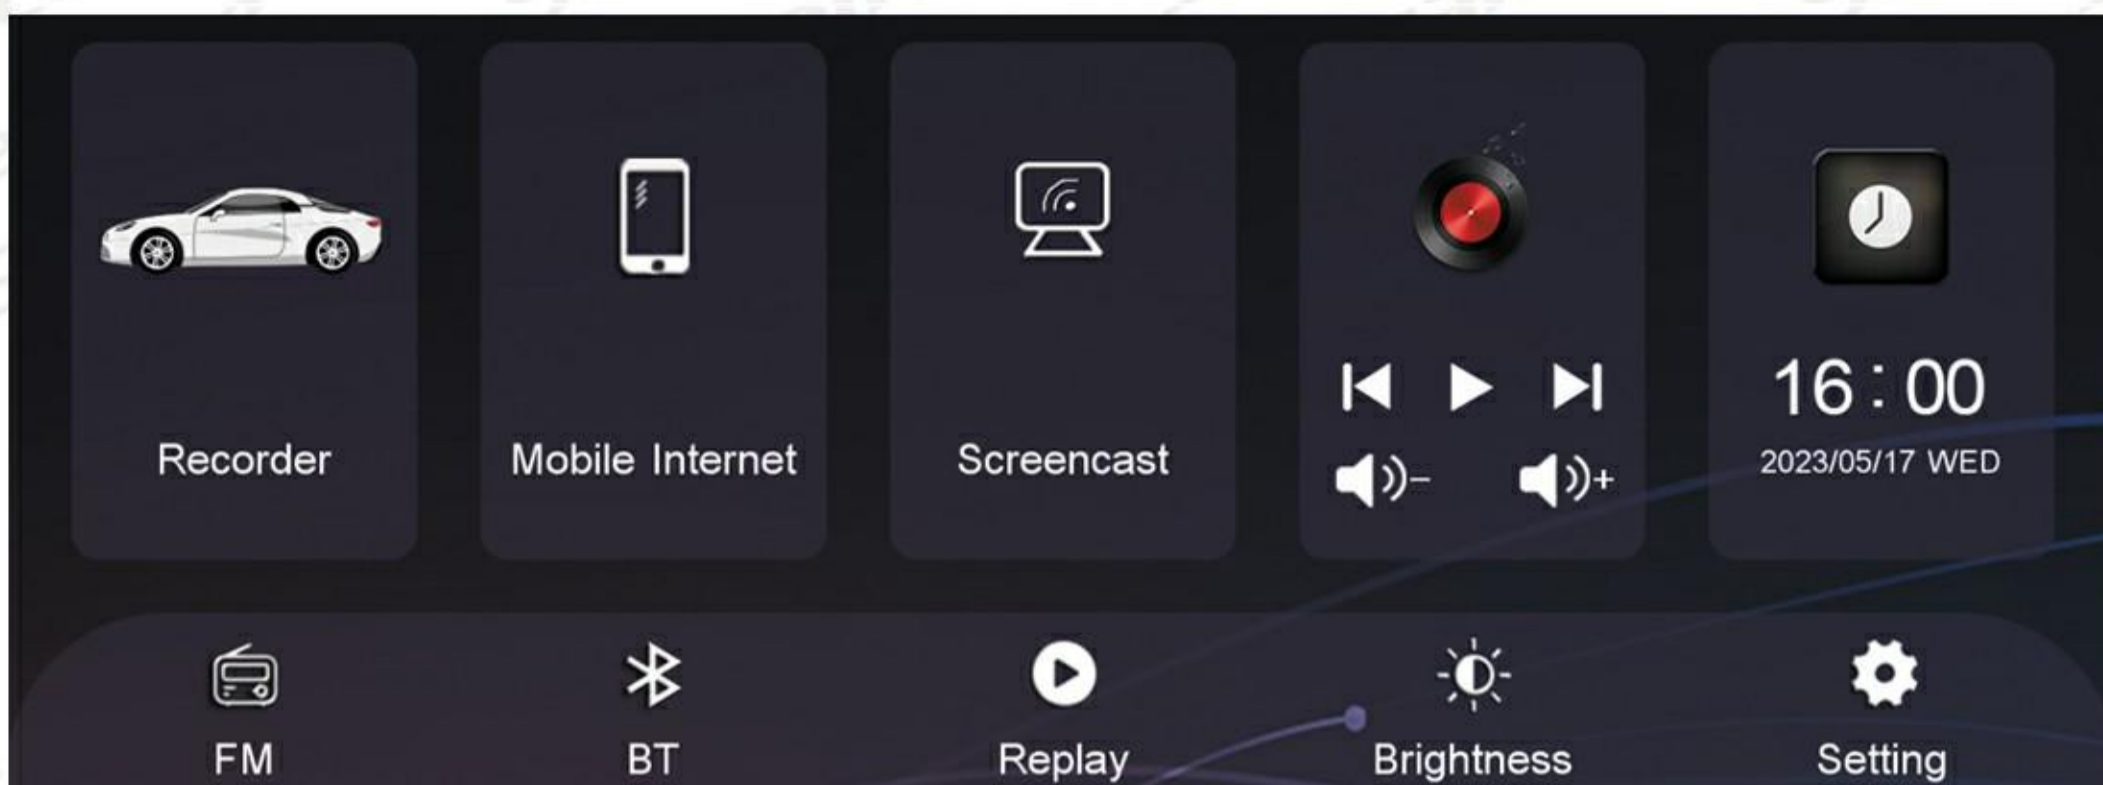 16:00
Recorder
Mobile Internet
Screencast
2023/05/17 WED
FM
BT
Replay
Brightness
Setting